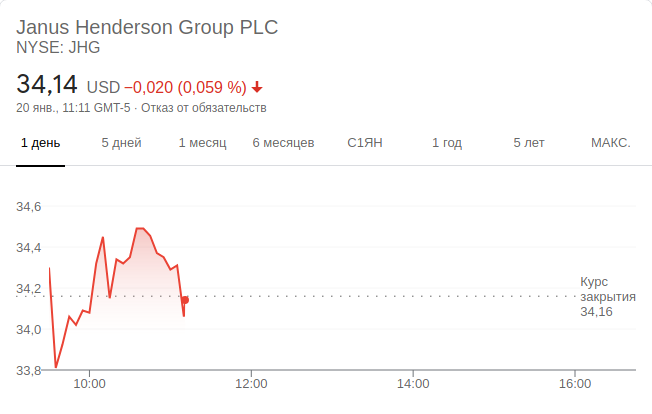 Janus Henderson Group PLC
NYSE: JHG
34,14 USD −0,020 (0,059 %)
20 янв., 11:11 GMT-5 · Отказ от обязательств
1 день 5 дней 1 месяц 6 месяцев С1ЯН 1 год 5 лет МАКС.
34,6
34,4
34,2
34,0
33,8
Курс
закрытия
34,16
10:00 12:00 14:00 16:00